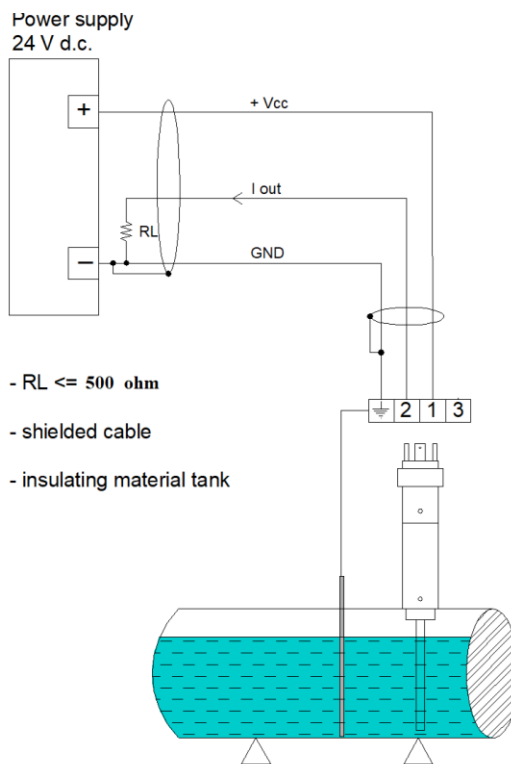 Power supply
24 V d.c.
+
+ Vcc
I out
RL
−
GND
- RL <= 500 ohm
2 1 3
- shielded cable
- insulating material tank